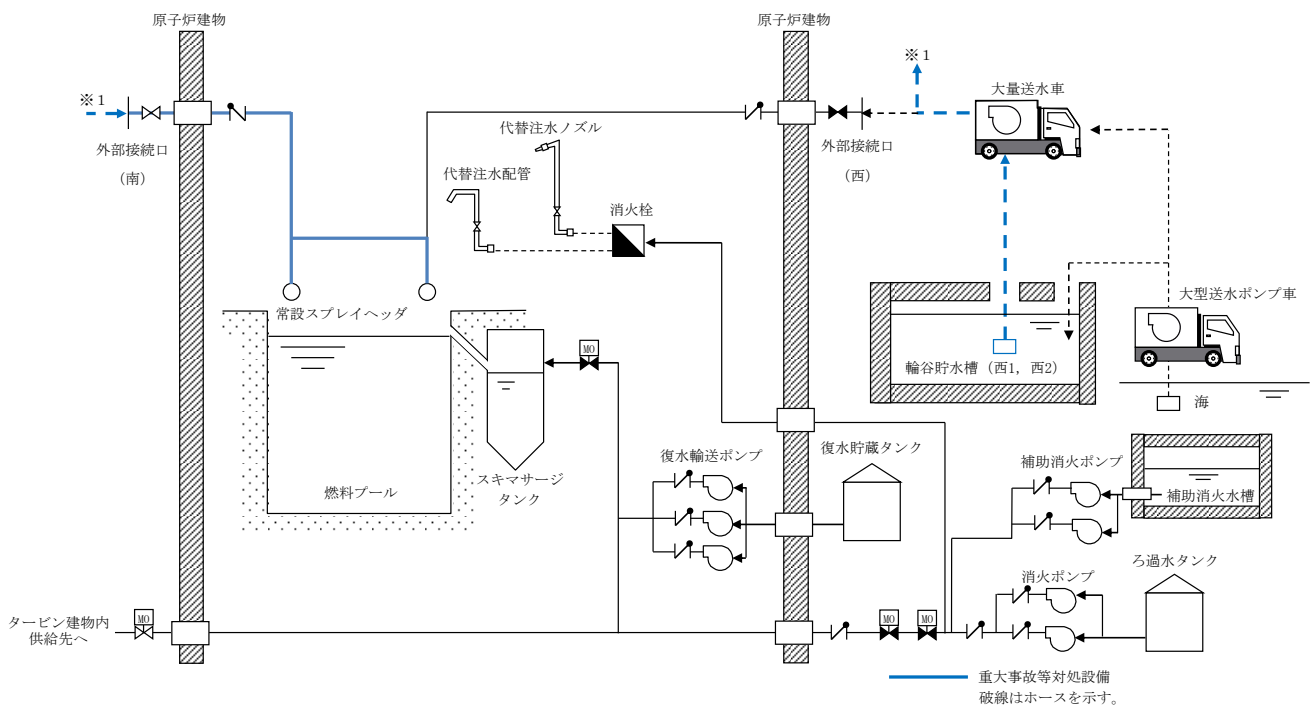 原子炉建物
原子炉建物
※1
※1
大量送水車
外部接続口
（南）
代替注水ノズル
代替注水配管
消火栓
外部接続口
（西）
常設スプレイヘッダ
大型送水ポンプ車
MO
輪谷貯水槽（西1，西2）
海
燃料プール
スキマサージ
タンク
復水輸送ポンプ
復水貯蔵タンク
補助消火ポンプ
補助消火水槽
消火ポンプ
ろ過水タンク
タービン建物内
供給先へ
MO
MO
MO
重大事故等対処設備
破線はホースを示す。